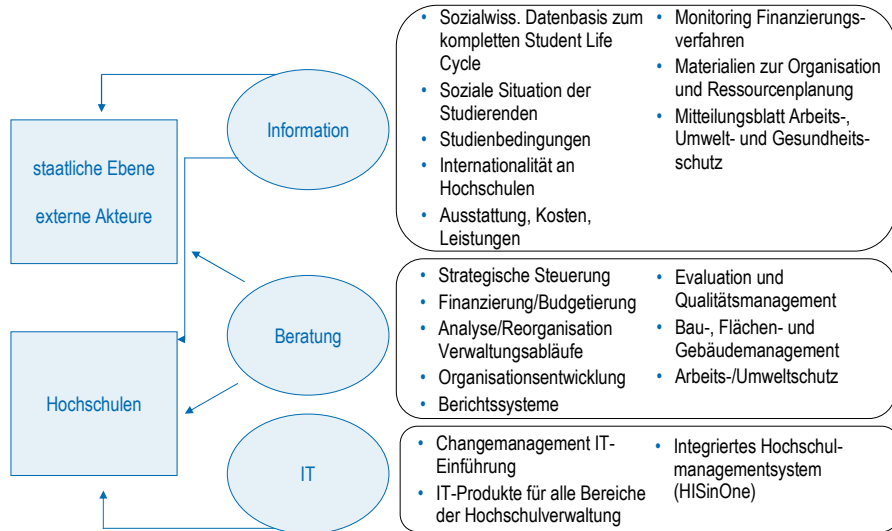 staatliche Ebene
externe Akteure
Hochschulen
Information
• Sozialwiss. Datenbasis zum
kompletten Student Life
Cycle
• Soziale Situation der
Studierenden
• Studienbedingungen
• Internationalität an
Hochschulen
• Ausstattung, Kosten,
Leistungen
• Monitoring Finanzierungs-
verfahren
• Materialien zur Organisation
und Ressourcenplanung
• Mitteilungsblatt Arbeits-,
Umwelt- und Gesundheits-
schutz
Beratung
• Strategische Steuerung
• Finanzierung/Budgetierung
• Analyse/Reorganisation
Verwaltungsabläufe
• Organisationsentwicklung
• Berichtssysteme
• Evaluation und
Qualitätsmanagement
• Bau-, Flächen- und
Gebäudemanagement
• Arbeits-/Umweltschutz
IT
• Changemanagement IT-
Einführung
• IT-Produkte für alle Bereiche
der Hochschulverwaltung
• Integriertes Hochschul-
managementsystem
(HISinOne)